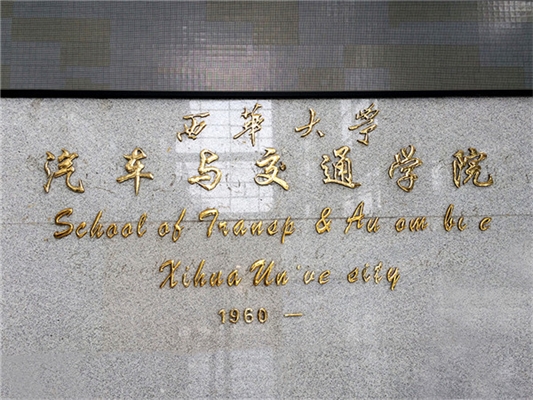 西華大学
汽车与交通学院
School of Transp & Au om bi e
Xihua Un ve sity
1960 —